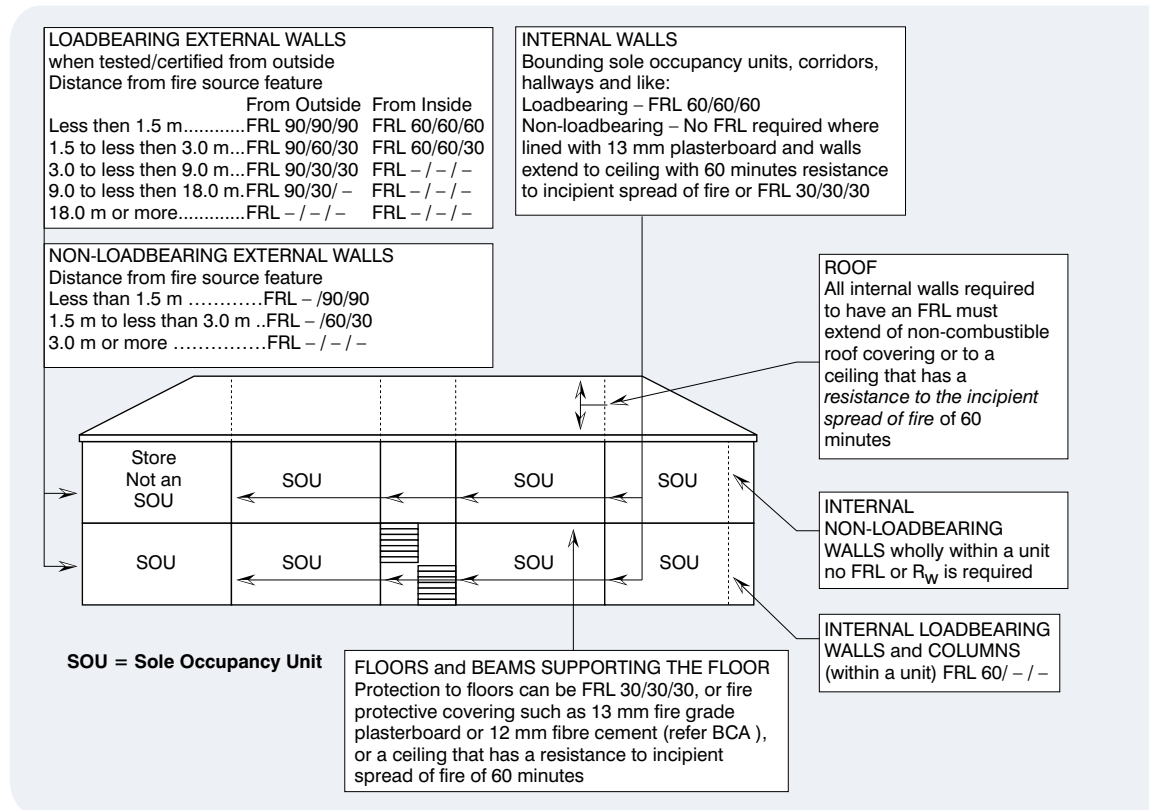 LOADBEARING EXTERNAL WALLS
when tested/certified from outside
Distance from fire source feature
From Outside From Inside
Less then 1.5 m............FRL 90/90/90 FRL 60/60/60
1.5 to less then 3.0 m...FRL 90/60/30 FRL 60/60/30
3.0 to less then 9.0 m...FRL 90/30/30 FRL – / – / –
9.0 to less then 18.0 m.FRL 90/30/ – FRL – / – / –
18.0 m or more.............FRL – / – / – FRL – / – / –
NON-LOADBEARING EXTERNAL WALLS
Distance from fire source feature
Less than 1.5 m ............FRL – /90/90
1.5 m to less than 3.0 m ..FRL – /60/30
3.0 m or more ...............FRL – / – / –
INTERNAL WALLS
Bounding sole occupancy units, corridors,
hallways and like:
Loadbearing – FRL 60/60/60
Non-loadbearing – No FRL required where
lined with 13 mm plasterboard and walls
extend to ceiling with 60 minutes resistance
to incipient spread of fire or FRL 30/30/30
ROOF
All internal walls required
to have an FRL must
extend of non-combustible
roof covering or to a
ceiling that has a
resistance to the incipient
spread of fire of 60
minutes
Store
Not an
SOU
SOU
SOU
SOU
SOU
SOU
SOU
SOU
INTERNAL
NON-LOADBEARING
WALLS wholly within a unit
no FRL or RW is required
INTERNAL LOADBEARING
WALLS and COLUMNS
(within a unit) FRL 60/ – / –
SOU = Sole Occupancy Unit
FLOORS and BEAMS SUPPORTING THE FLOOR
Protection to floors can be FRL 30/30/30, or fire
protective covering such as 13 mm fire grade
plasterboard or 12 mm fibre cement (refer BCA ),
or a ceiling that has a resistance to incipient
spread of fire of 60 minutes